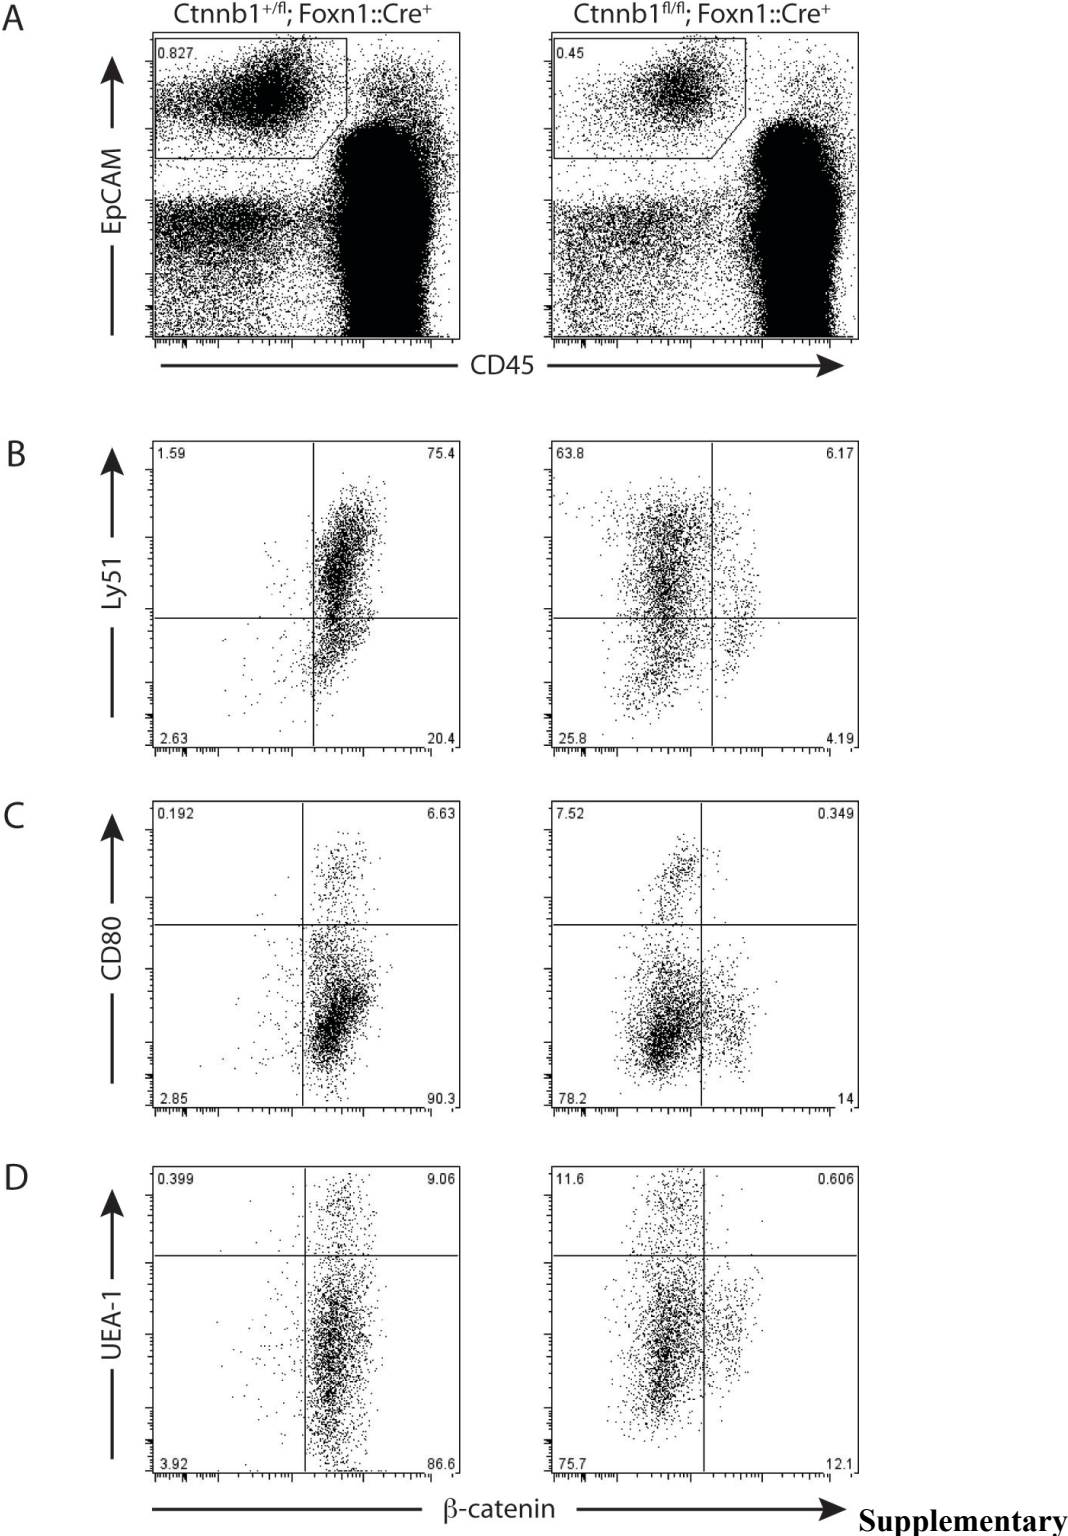 A
Ctnnb1+/fl; Foxn1::Cre+
Ctnnb1fl/fl; Foxn1::Cre+
0.827
0.45
EpCAM
CD45
B
1.59
75.4
63.8
6.17
Ly51
2.63
20.4
25.8
4.19
C
0.192
6.63
7.52
0.349
CD80
2.85
90.3
78.2
14
D
0.399
9.06
11.6
0.606
UEA-1
3.92
86.6
75.7
12.1
β-catenin
Supplementary